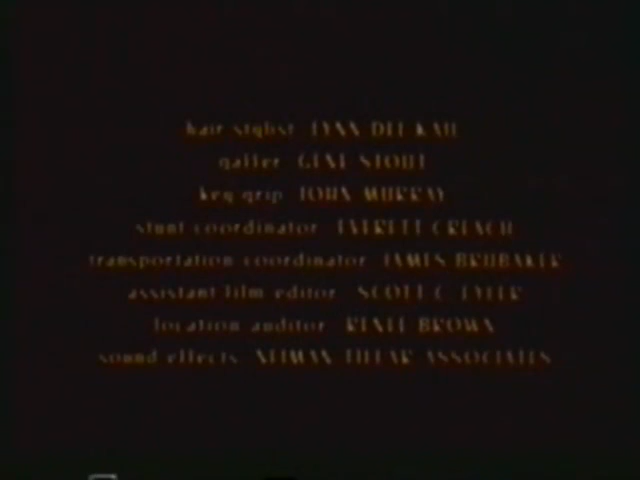 hair stylist LYNN DEL KAIL
gaffer GENE STOUT
key grip JOHN MURRAY
stunt coordinator EVERETT CREACH
transportation coordinator JAMES BRUBAKER
assistant film editor SCOTT C. EYLER
location auditor RENEE BROWN
sound effects NEIMAN TILLAR ASSOCIATES